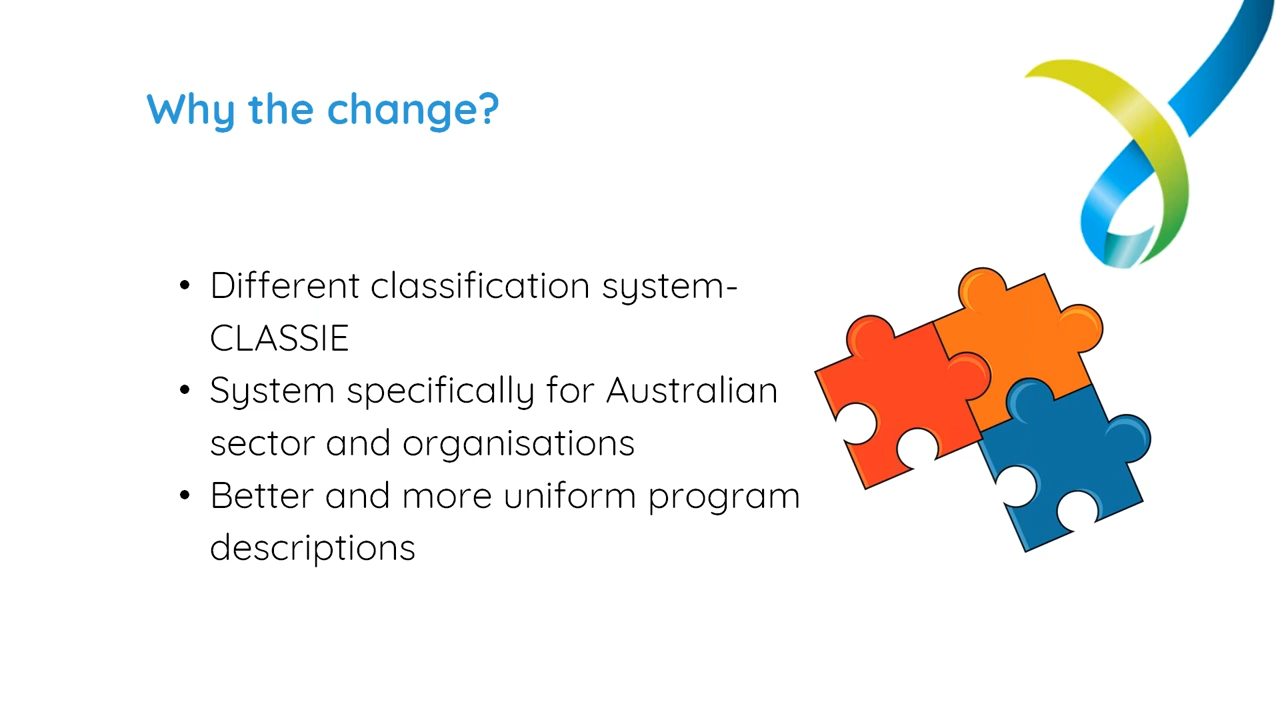 Why the change?
• Different classification system-
CLASSIE
• System specifically for Australian
sector and organisations
• Better and more uniform program
descriptions